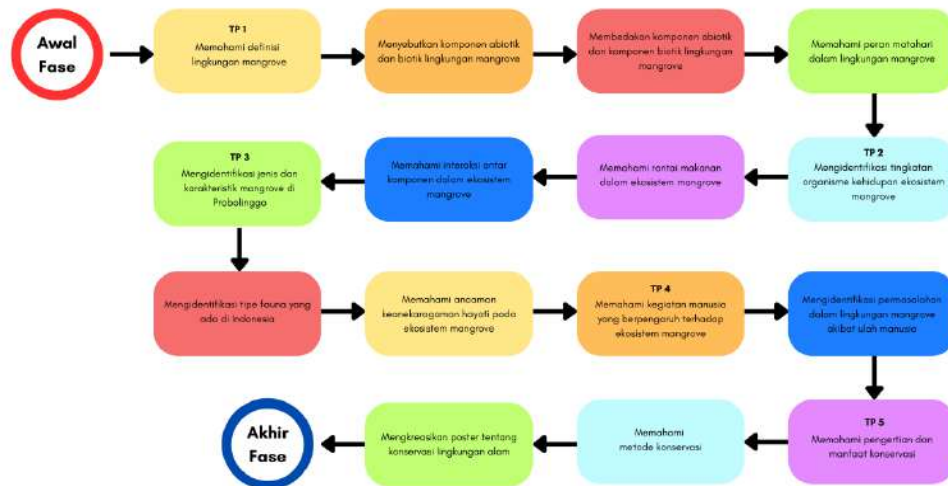 Awal
Fase
TP 1
Memahami definisi
lingkungan mangrove
Menyebutkan komponen abiotik
dan biotik lingkungan mangrove
Membedakan komponen abiotik
dan komponen biotik lingkungan
mangrove
Memahami peran matahari
dalam lingkungan mangrove
TP 2
Mengidentifikasi tingkatan
organisme kehidupan ekosistem
mangrove
Memahami rantai makanan
dalam ekosistem mangrove
Memahami interaksi antar
komponen dalam ekosistem
mangrove
TP 3
Mengidentifikasi jenis dan
karakteristik mangrove di
Probolinggo
Mengidentifikasi tipe fauna yang
ada di Indonesia
Memahami ancaman
keanekaragaman hayati pada
ekosistem mangrove
TP 4
Memahami kegiatan manusia
yang berpengaruh terhadap
ekosistem mangrove
Mengidentifikasi permasalahan
dalam lingkungan mangrove
akibat ulah manusia
TP 5
Memahami pengertian dan
manfaat konservasi
Memahami
metode konservasi
Mengkreasikan poster tentang
konservasi lingkungan alam
Akhir
Fase